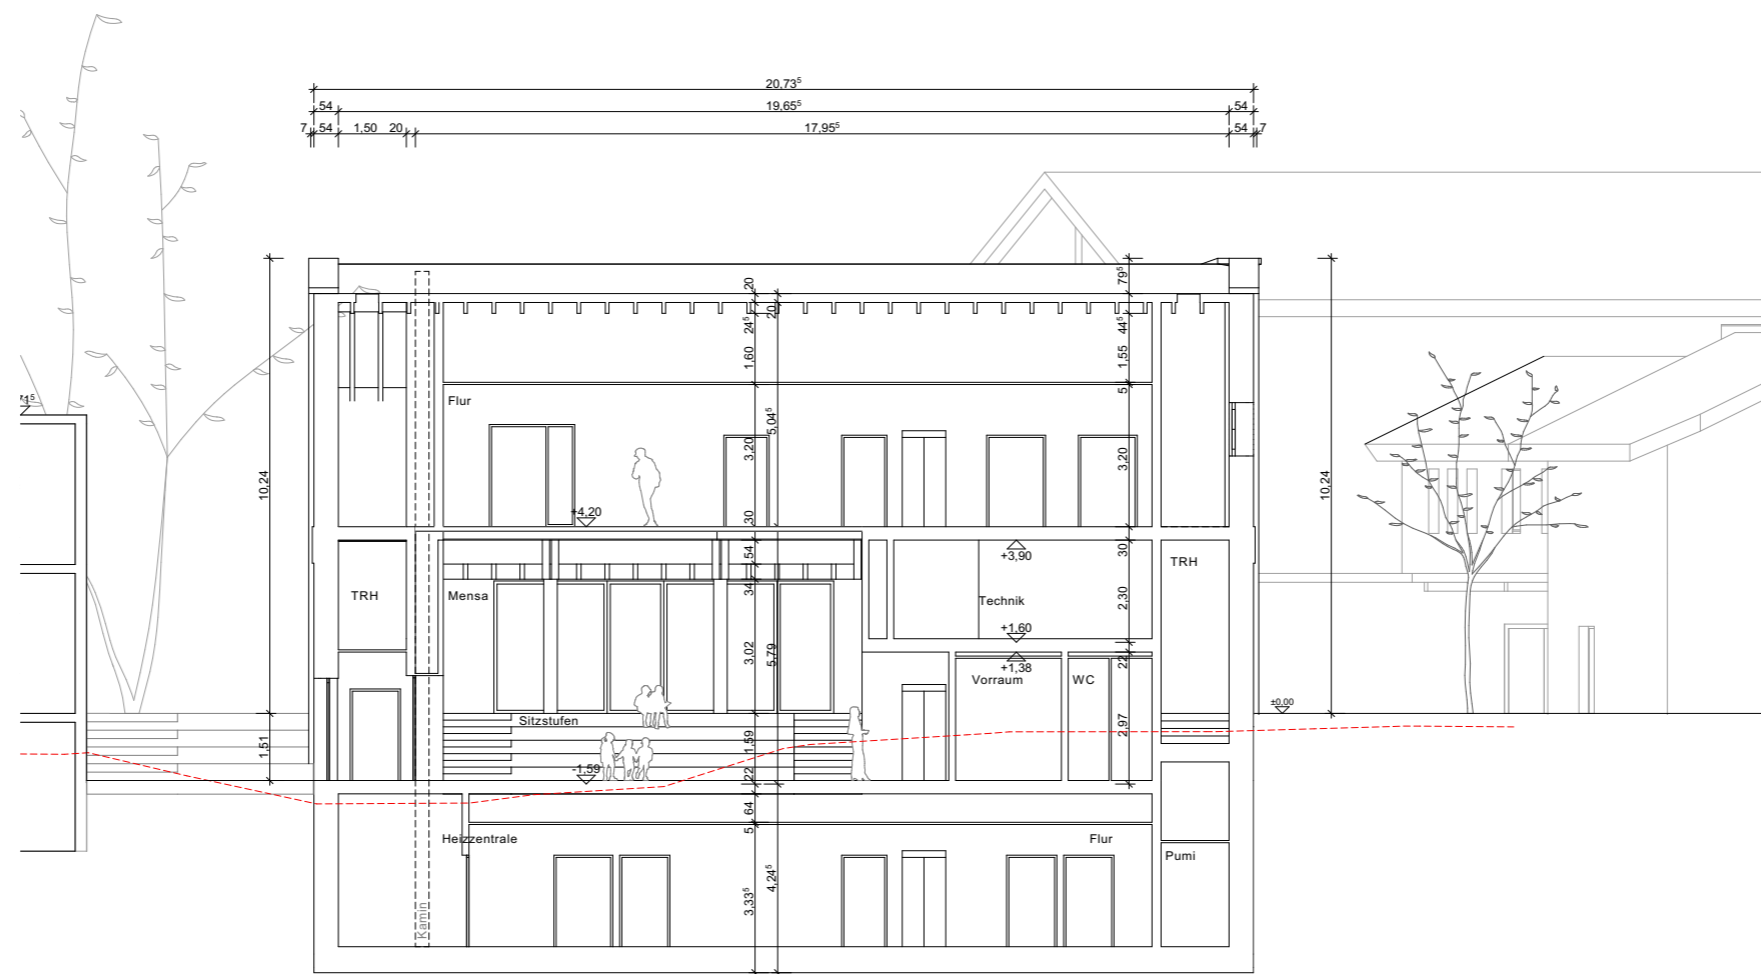 20,73⁵
54 19,65⁵ 54
7 54 1,50 20 17,95⁵ 54 7
20
20
79⁵
24⁵
44⁵
1,60
1,55
5
Flur
5,04⁵
3,20
3,20
10,24
10,24
+4,20
30
+3,90
30
54
TRH
Mensa
34
Technik
2,30
TRH
+1,60
3,02
5,79
+1,38
22
Vorraum
WC
±0,00
Sitzstufen
1,51
1,59
2,97
-1,59
22
64
5
Heizzentrale
Flur
Pumi
4,24⁵
3,33⁵
Kamin